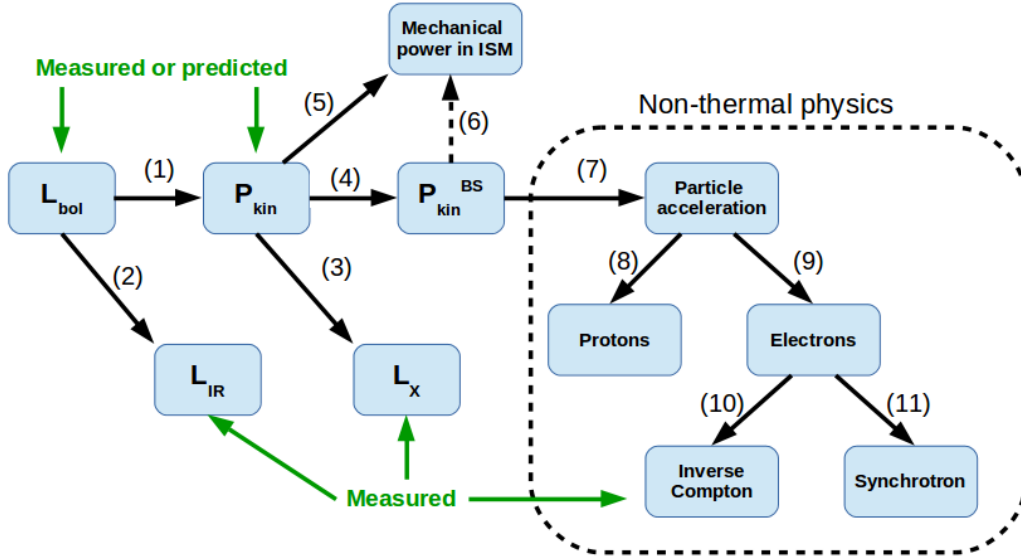 Mechanical
power in ISM
Measured or predicted
(5)
(6)
Non-thermal physics
(1)
(4)
(7)
L bol
P kin
P kin BS
Particle
acceleration
(2)
(3)
(8)
(9)
Protons
Electrons
L IR
L X
(10)
(11)
Inverse
Compton
Synchrotron
Measured